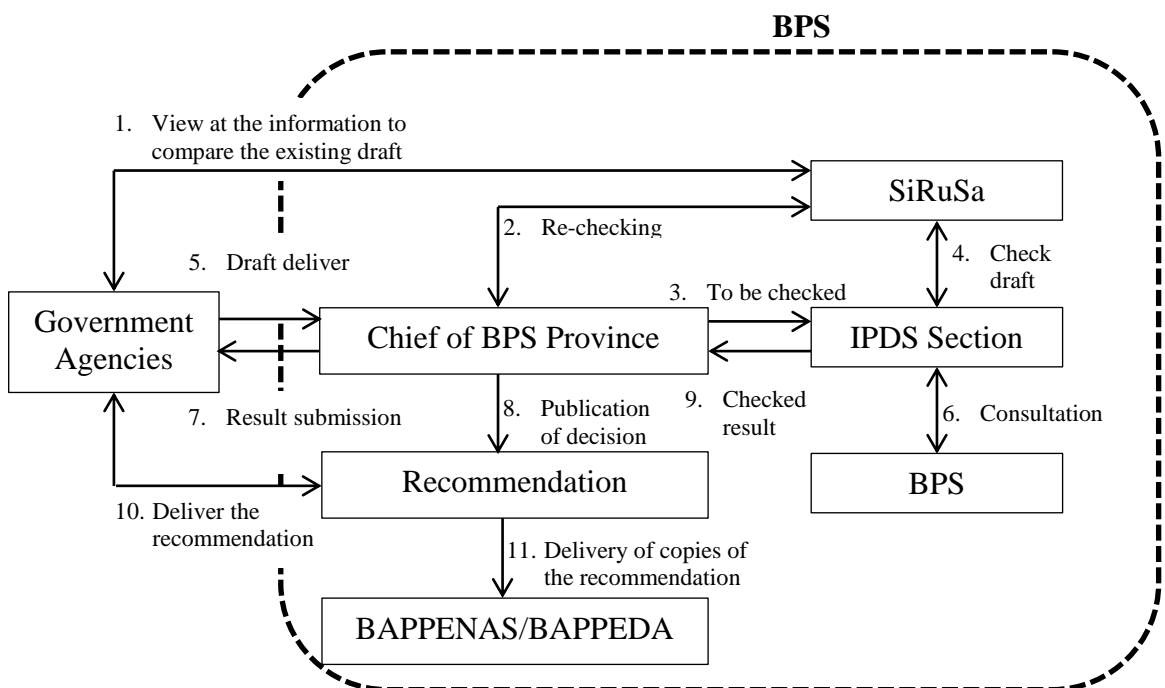 BPS
1. View at the information to
compare the existing draft
SiRuSa
2. Re-checking
4. Check
draft
5. Draft deliver
3. To be checked
Government
Agencies
Chief of BPS Province
IPDS Section
7. Result submission
8. Publication
of decision
9. Checked
result
6. Consultation
Recommendation
BPS
10. Deliver the
recommendation
11. Delivery of copies of
the recommendation
BAPPENAS/BAPPEDA